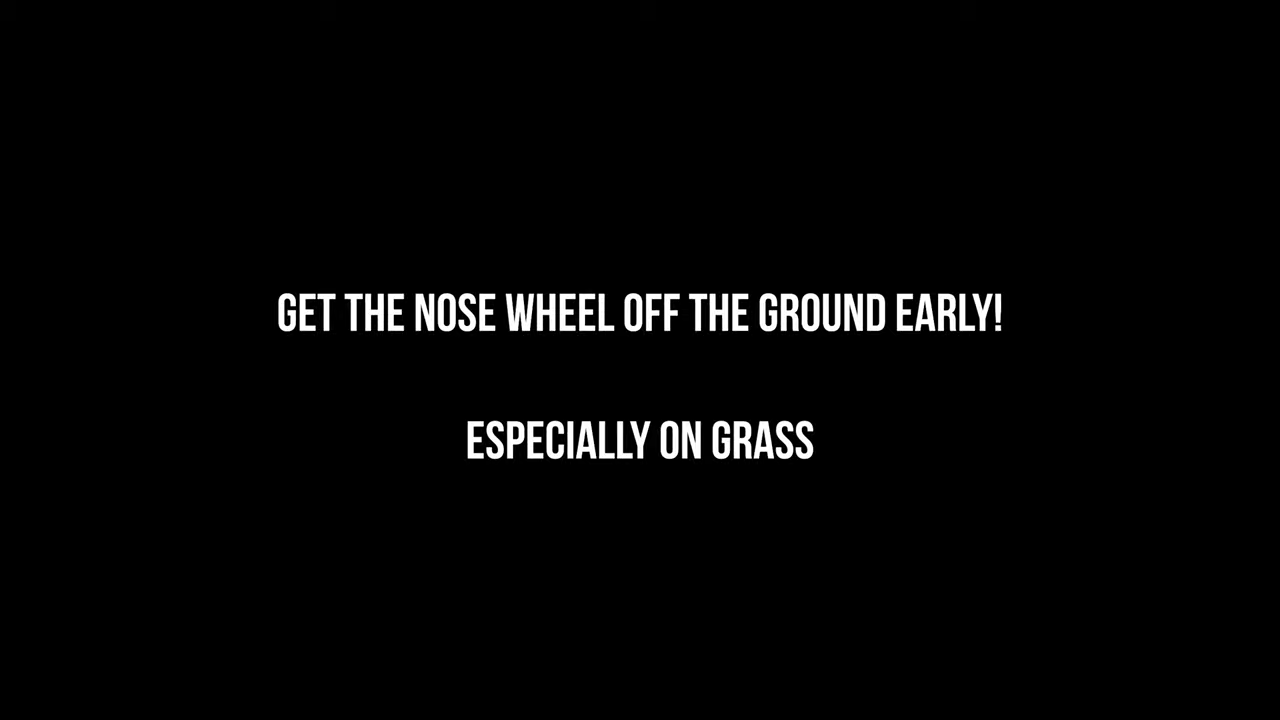 GET THE NOSE WHEEL OFF THE GROUND EARLY!
ESPECIALLY ON GRASS